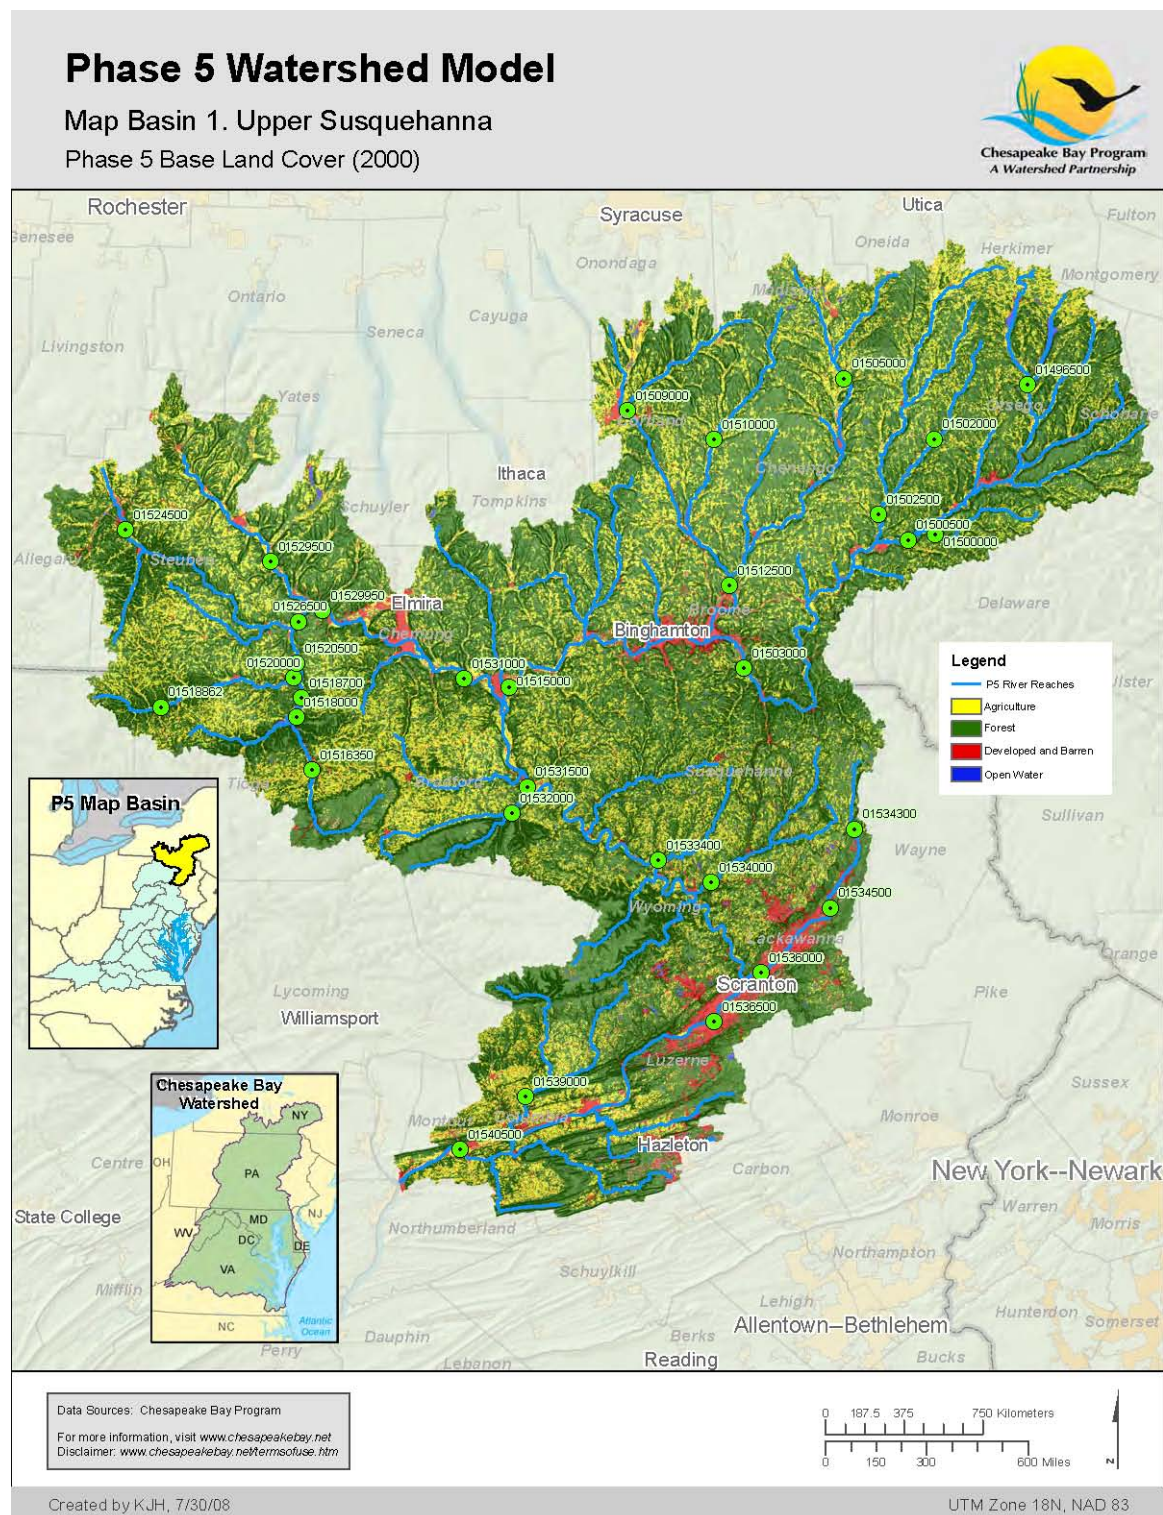 Phase 5 Watershed Model
Map Basin 1. Upper Susquehanna
Phase 5 Base Land Cover (2000)
Chesapeake Bay Program
A Watershed Partnership
Rochester
Syracuse
Utica
Fulton
Genesee
Oneida
Herkimer
Onondaga
Montgomery
Ontario
Madison
Cayuga
Seneca
Livingston
01505000
01496500
Yates
01509000
Otsego
Schoharie
Cortland
01510000
01502000
Chenango
Ithaca
Schuyler
Tompkins
01524500
01502500
01500500
01500000
Allegany
Steuben
01529500
01512500
01529950
Elmira
01526500
Broome
Delaware
Chemung
Binghamton
01520500
01503000
01520000
01531000
01515000
01518700
01518862
01518000
Ulster
Legend
P5 River Reaches
Agriculture
Forest
Developed and Barren
Open Water
01516350
Tioga
Bradford
01531500
Susquehanna
01532000
P5 Map Basin
01534300
Sullivan
01533400
Wayne
01534000
01534500
Wyoming
Lackawanna
Orange
01536000
Scranton
Lycoming
Pike
Williamsport
01536500
Luzerne
01539000
Sussex
Chesapeake Bay
Watershed
NY
Montour
Columbia
Monroe
01540500
Hazleton
Centre
OH
PA
Carbon
New York--Newark
Warren
State College
MD
NJ
Morris
WV
DC
DE
Northumberland
Northampton
VA
Schuylkill
Mifflin
Lehigh
Hunterdon
Somerset
NC
Atlantic
Ocean
Allentown--Bethlehem
Dauphin
Berks
Perry
Lebanon
Reading
Bucks
Data Sources: Chesapeake Bay Program
For more information, visit www.chesapeakebay.net
Disclaimer: www.chesapeakebay.net/termsofuse.htm
0 187.5 375 750 Kilometers
0 150 300 600 Miles
N
Created by KJH, 7/30/08
UTM Zone 18N, NAD 83